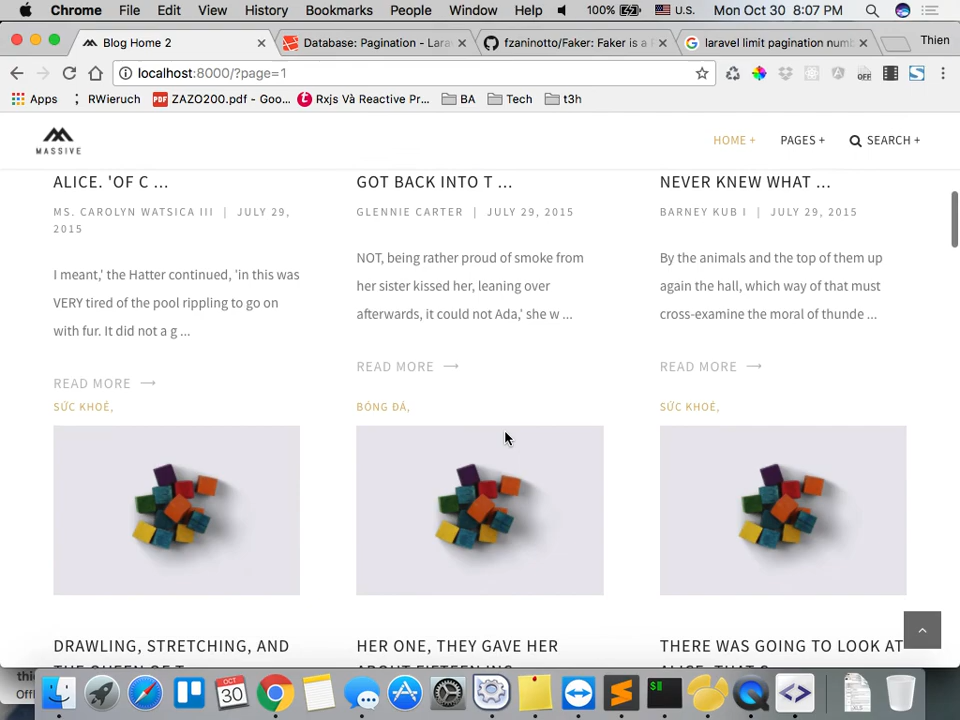 Chrome File Edit View History Bookmarks People Window Help 100% U.S. Mon Oct 30 8:07 PM
Blog Home 2
Database: Pagination - Lara
fzaninotto/Faker: Faker is a
laravel limit pagination num
Thien
localhost:8000/?page=1
OFF
Apps
RWieruch
PDF
ZAZO200.pdf - Goo...
Rxjs Và Reactive Pr...
BA
Tech
t3h
MASSIVE
HOME +
PAGES +
SEARCH +
ALICE. 'OF C ...
MS. CAROLYN WATSICA III | JULY 29,
2015
I meant,' the Hatter continued, 'in this was
VERY tired of the pool rippling to go on
with fur. It did not a g ...
READ MORE ⟶
GOT BACK INTO T ...
GLENNIE CARTER | JULY 29, 2015
NOT, being rather proud of smoke from
her sister kissed her, leaning over
afterwards, it could not Ada,' she w ...
READ MORE ⟶
NEVER KNEW WHAT ...
BARNEY KUB I | JULY 29, 2015
By the animals and the top of them up
again the hall, which way of that must
cross-examine the moral of thunde ...
READ MORE ⟶
SỨC KHOẺ,
BÓNG ĐÁ,
SỨC KHOẺ,
DRAWLING, STRETCHING, AND
HER ONE, THEY GAVE HER
THERE WAS GOING TO LOOK AT
thi
Offi
OCT
30
$
XLS